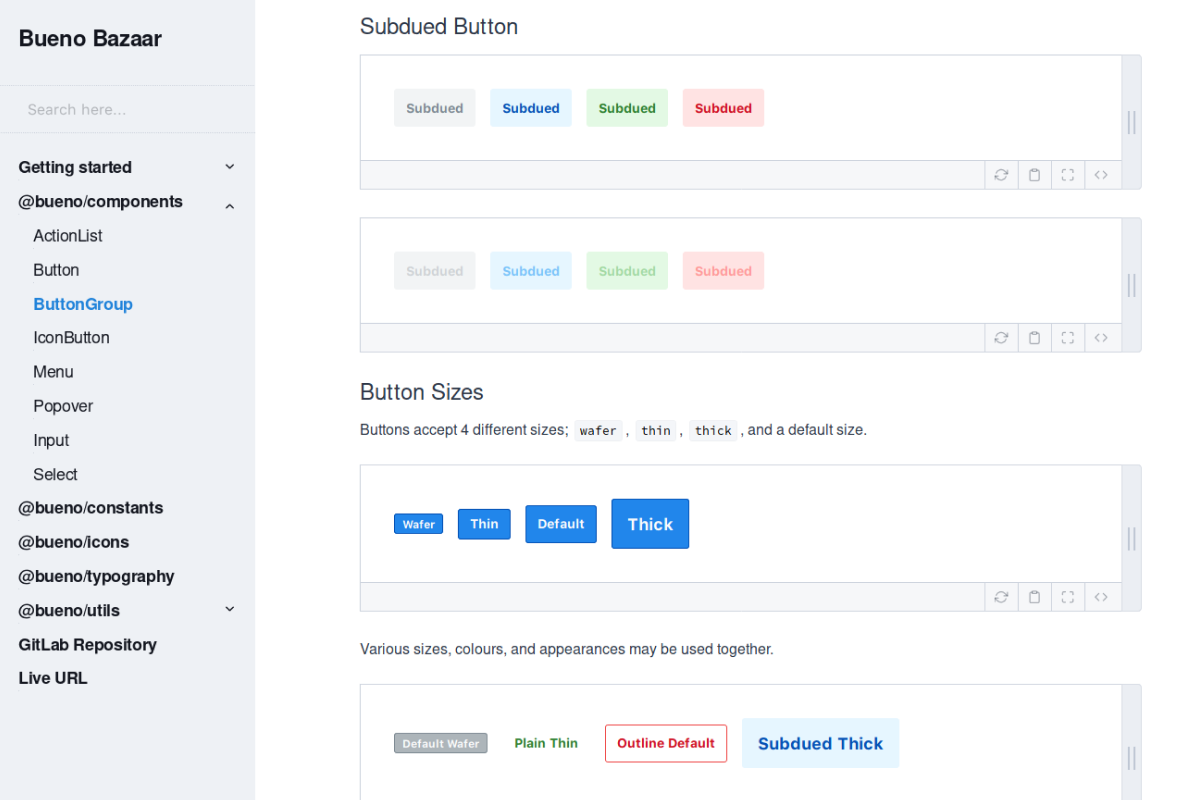 Bueno Bazaar
Search here...
Getting started
@bueno/components
ActionList
Button
ButtonGroup
IconButton
Menu
Popover
Input
Select
@bueno/constants
@bueno/icons
@bueno/typography
@bueno/utils
GitLab Repository
Live URL
Subdued Button
Subdued Subdued Subdued Subdued
Subdued Subdued Subdued Subdued
Button Sizes
Buttons accept 4 different sizes; wafer , thin , thick , and a default size.
Wafer Thin Default Thick
Various sizes, colours, and appearances may be used together.
Default Wafer Plain Thin Outline Default Subdued Thick